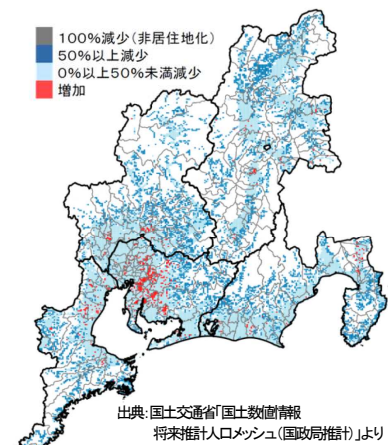 100%減少(非居住地化)
50%以上減少
0%以上50%未満減少
増加
出典:国土交通省「国土数値情報
将来推計人口メッシュ(国政局推計)」より